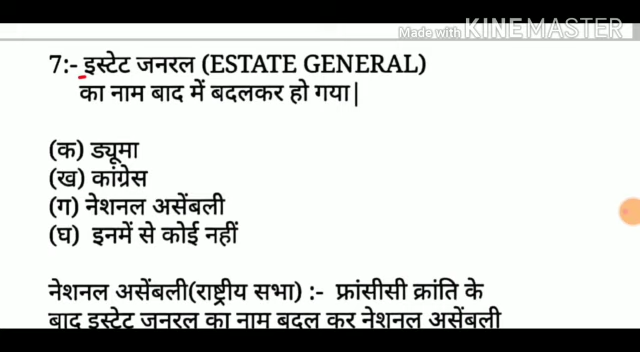 Made with KINEMASTER
7:- इस्टेट जनरल (ESTATE GENERAL)
का नाम बाद में बदलकर हो गया|
(क) ड्यूमा
(ख) कांग्रेस
(ग) नेशनल असेंबली
(घ) इनमें से कोई नहीं
नेशनल असेंबली(राष्ट्रीय सभा) :- फ्रांसीसी क्रांति के
बाद इस्टेट जनरल का नाम बदल कर नेशनल असेंबली